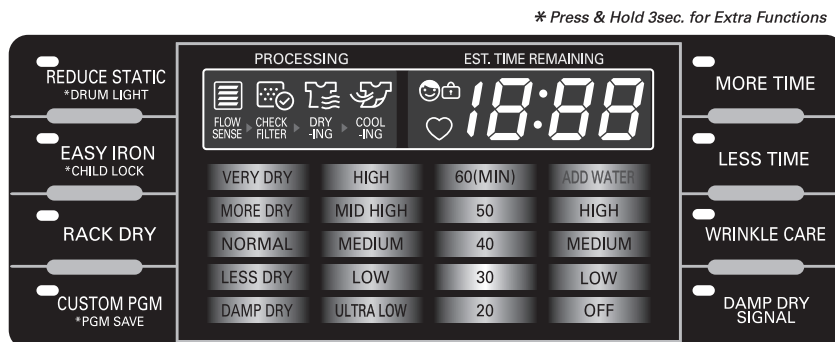 * Press & Hold 3sec. for Extra Functions
REDUCE STATIC
*DRUM LIGHT
EASY IRON
*CHILD LOCK
RACK DRY
CUSTOM PGM
*PGM SAVE
PROCESSING EST. TIME REMAINING
FLOW SENSE CHECK FILTER DRY -ING COOL -ING
18:88
VERY DRY HIGH 60(MIN) ADD WATER
MORE DRY MID HIGH 50 HIGH
NORMAL MEDIUM 40 MEDIUM
LESS DRY LOW 30 LOW
DAMP DRY ULTRA LOW 20 OFF
MORE TIME
LESS TIME
WRINKLE CARE
DAMP DRY
SIGNAL